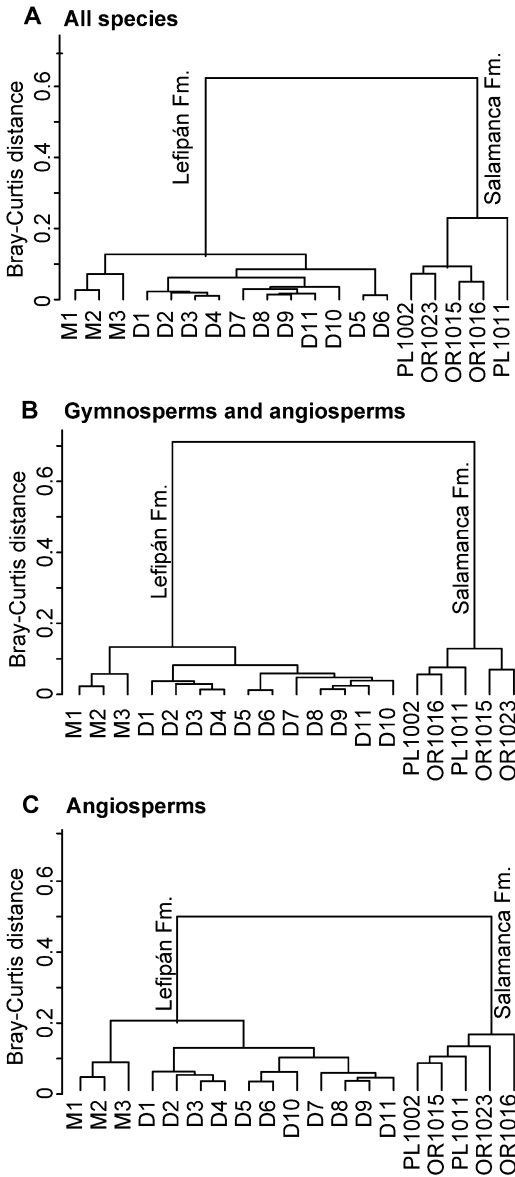 A All species
Bray-Curtis distance
0.6
0.4
0.2
0
Lefipán Fm.
Salamanca Fm.
M1 M2 M3 D1 D2 D3 D4 D7 D8 D9 D11 D10 D5 D6 PL1002 OR1023 OR1015 OR1016 PL1011
B Gymnosperms and angiosperms
Bray-Curtis distance
0.6
0.4
0.2
0
Lefipán Fm.
Salamanca Fm.
M1 M2 M3 D1 D2 D3 D4 D5 D6 D7 D8 D9 D11 D10 PL1002 OR1016 PL1011 OR1015 OR1023
C Angiosperms
Bray-Curtis distance
0.6
0.4
0.2
0
Lefipán Fm.
Salamanca Fm.
M1 M2 M3 D1 D2 D3 D4 D5 D6 D10 D7 D8 D9 D11 PL1002 OR1015 PL1011 OR1023 OR1016